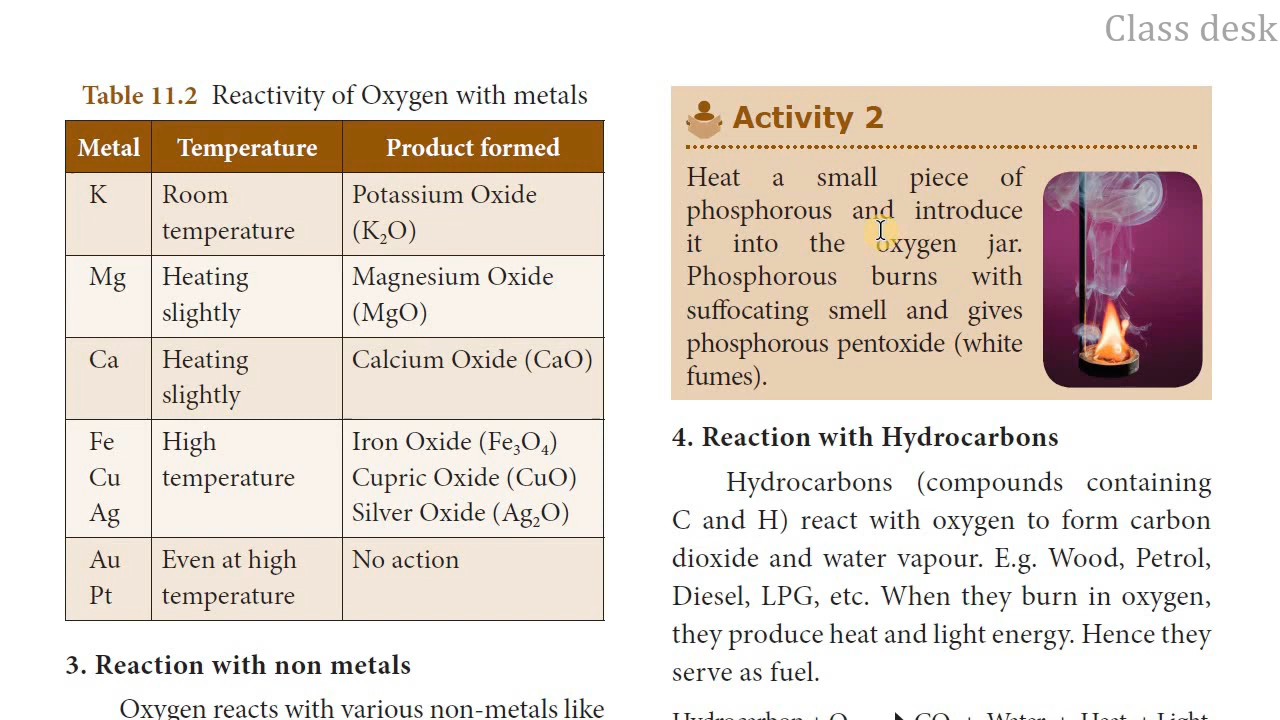 Class desk
Table 11.2 Reactivity of Oxygen with metals
Metal Temperature Product formed
K Room temperature Potassium Oxide (K₂O)
Mg Heating slightly Magnesium Oxide (MgO)
Ca Heating slightly Calcium Oxide (CaO)
Fe High Iron Oxide (Fe₃O₄)
Cu temperature Cupric Oxide (CuO)
Ag Silver Oxide (Ag₂O)
Au Even at high No action
Pt temperature
3. Reaction with non metals
Oxygen reacts with various non-metals like
Activity 2
Heat a small piece of
phosphorous and introduce
it into the oxygen jar.
Phosphorous burns with
suffocating smell and gives
phosphorous pentoxide (white
fumes).
4. Reaction with Hydrocarbons
Hydrocarbons (compounds containing
C and H) react with oxygen to form carbon
dioxide and water vapour. E.g. Wood, Petrol,
Diesel, LPG, etc. When they burn in oxygen,
they produce heat and light energy. Hence they
serve as fuel.
Hydrocarbon + O CO + Water + Heat + Light